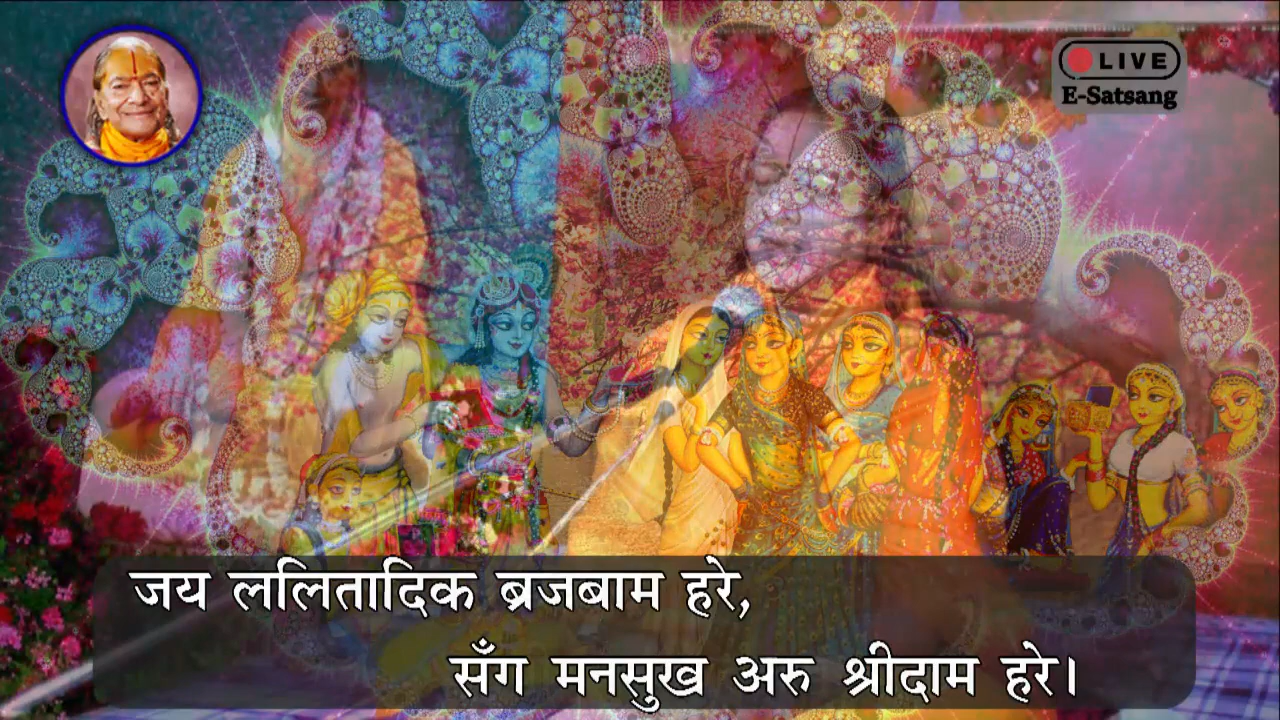 LIVE
E-Satsang
जय ललितादिक ब्रजबाम हरे,
सँग मनसुख अरु श्रीदाम हरे।